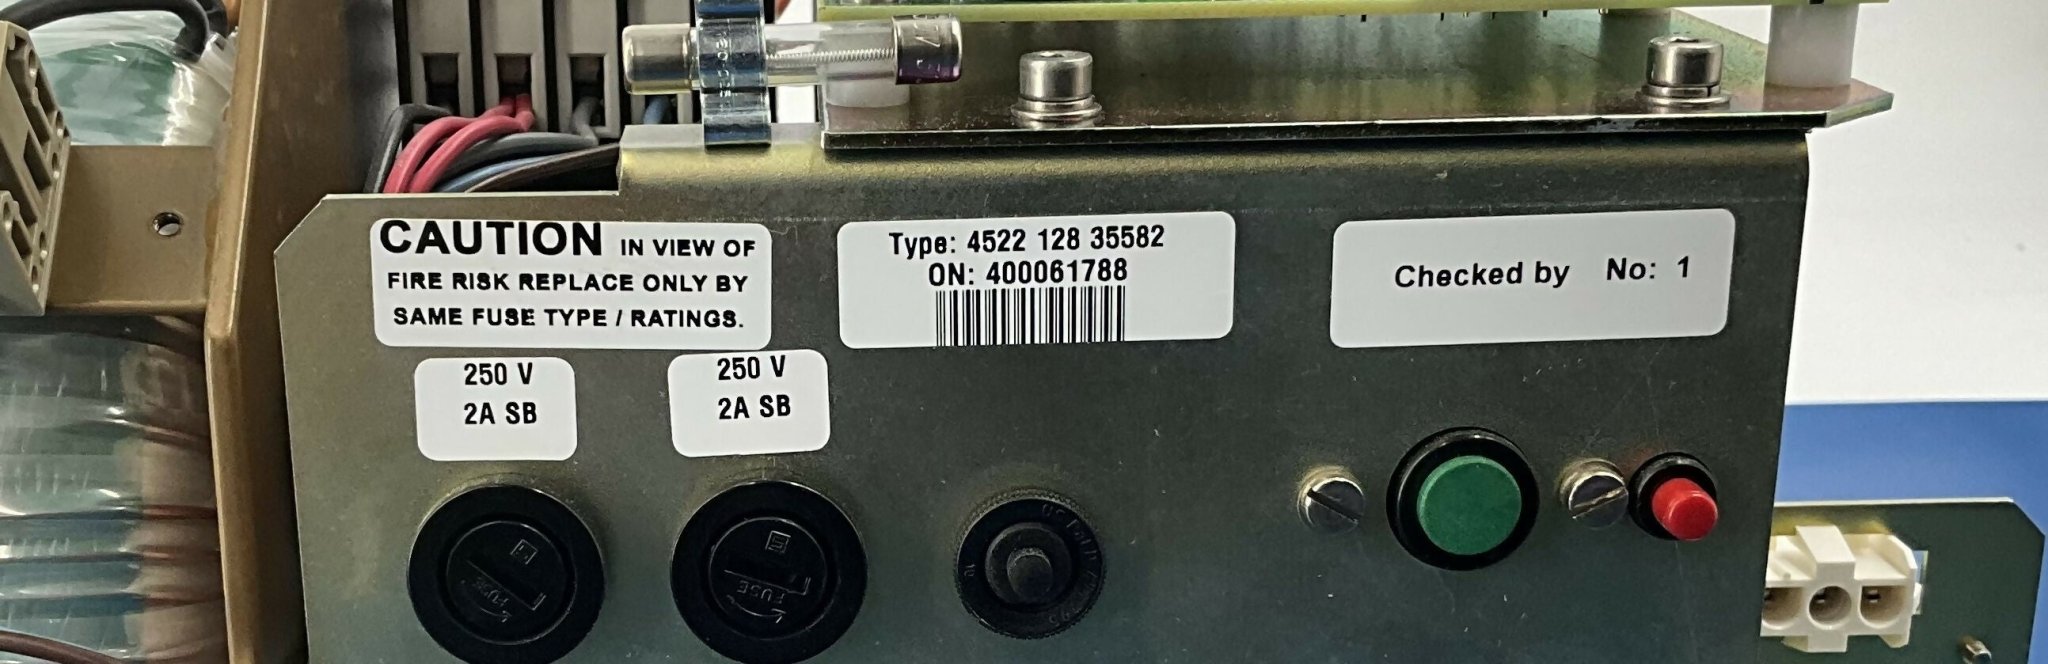 CAUTION IN VIEW OF
FIRE RISK REPLACE ONLY BY
SAME FUSE TYPE / RATINGS.
Type: 4522 128 35582
ON: 400061788
Checked by No: 1
250 V
2A SB
250 V
2A SB
FUSE
FUSE